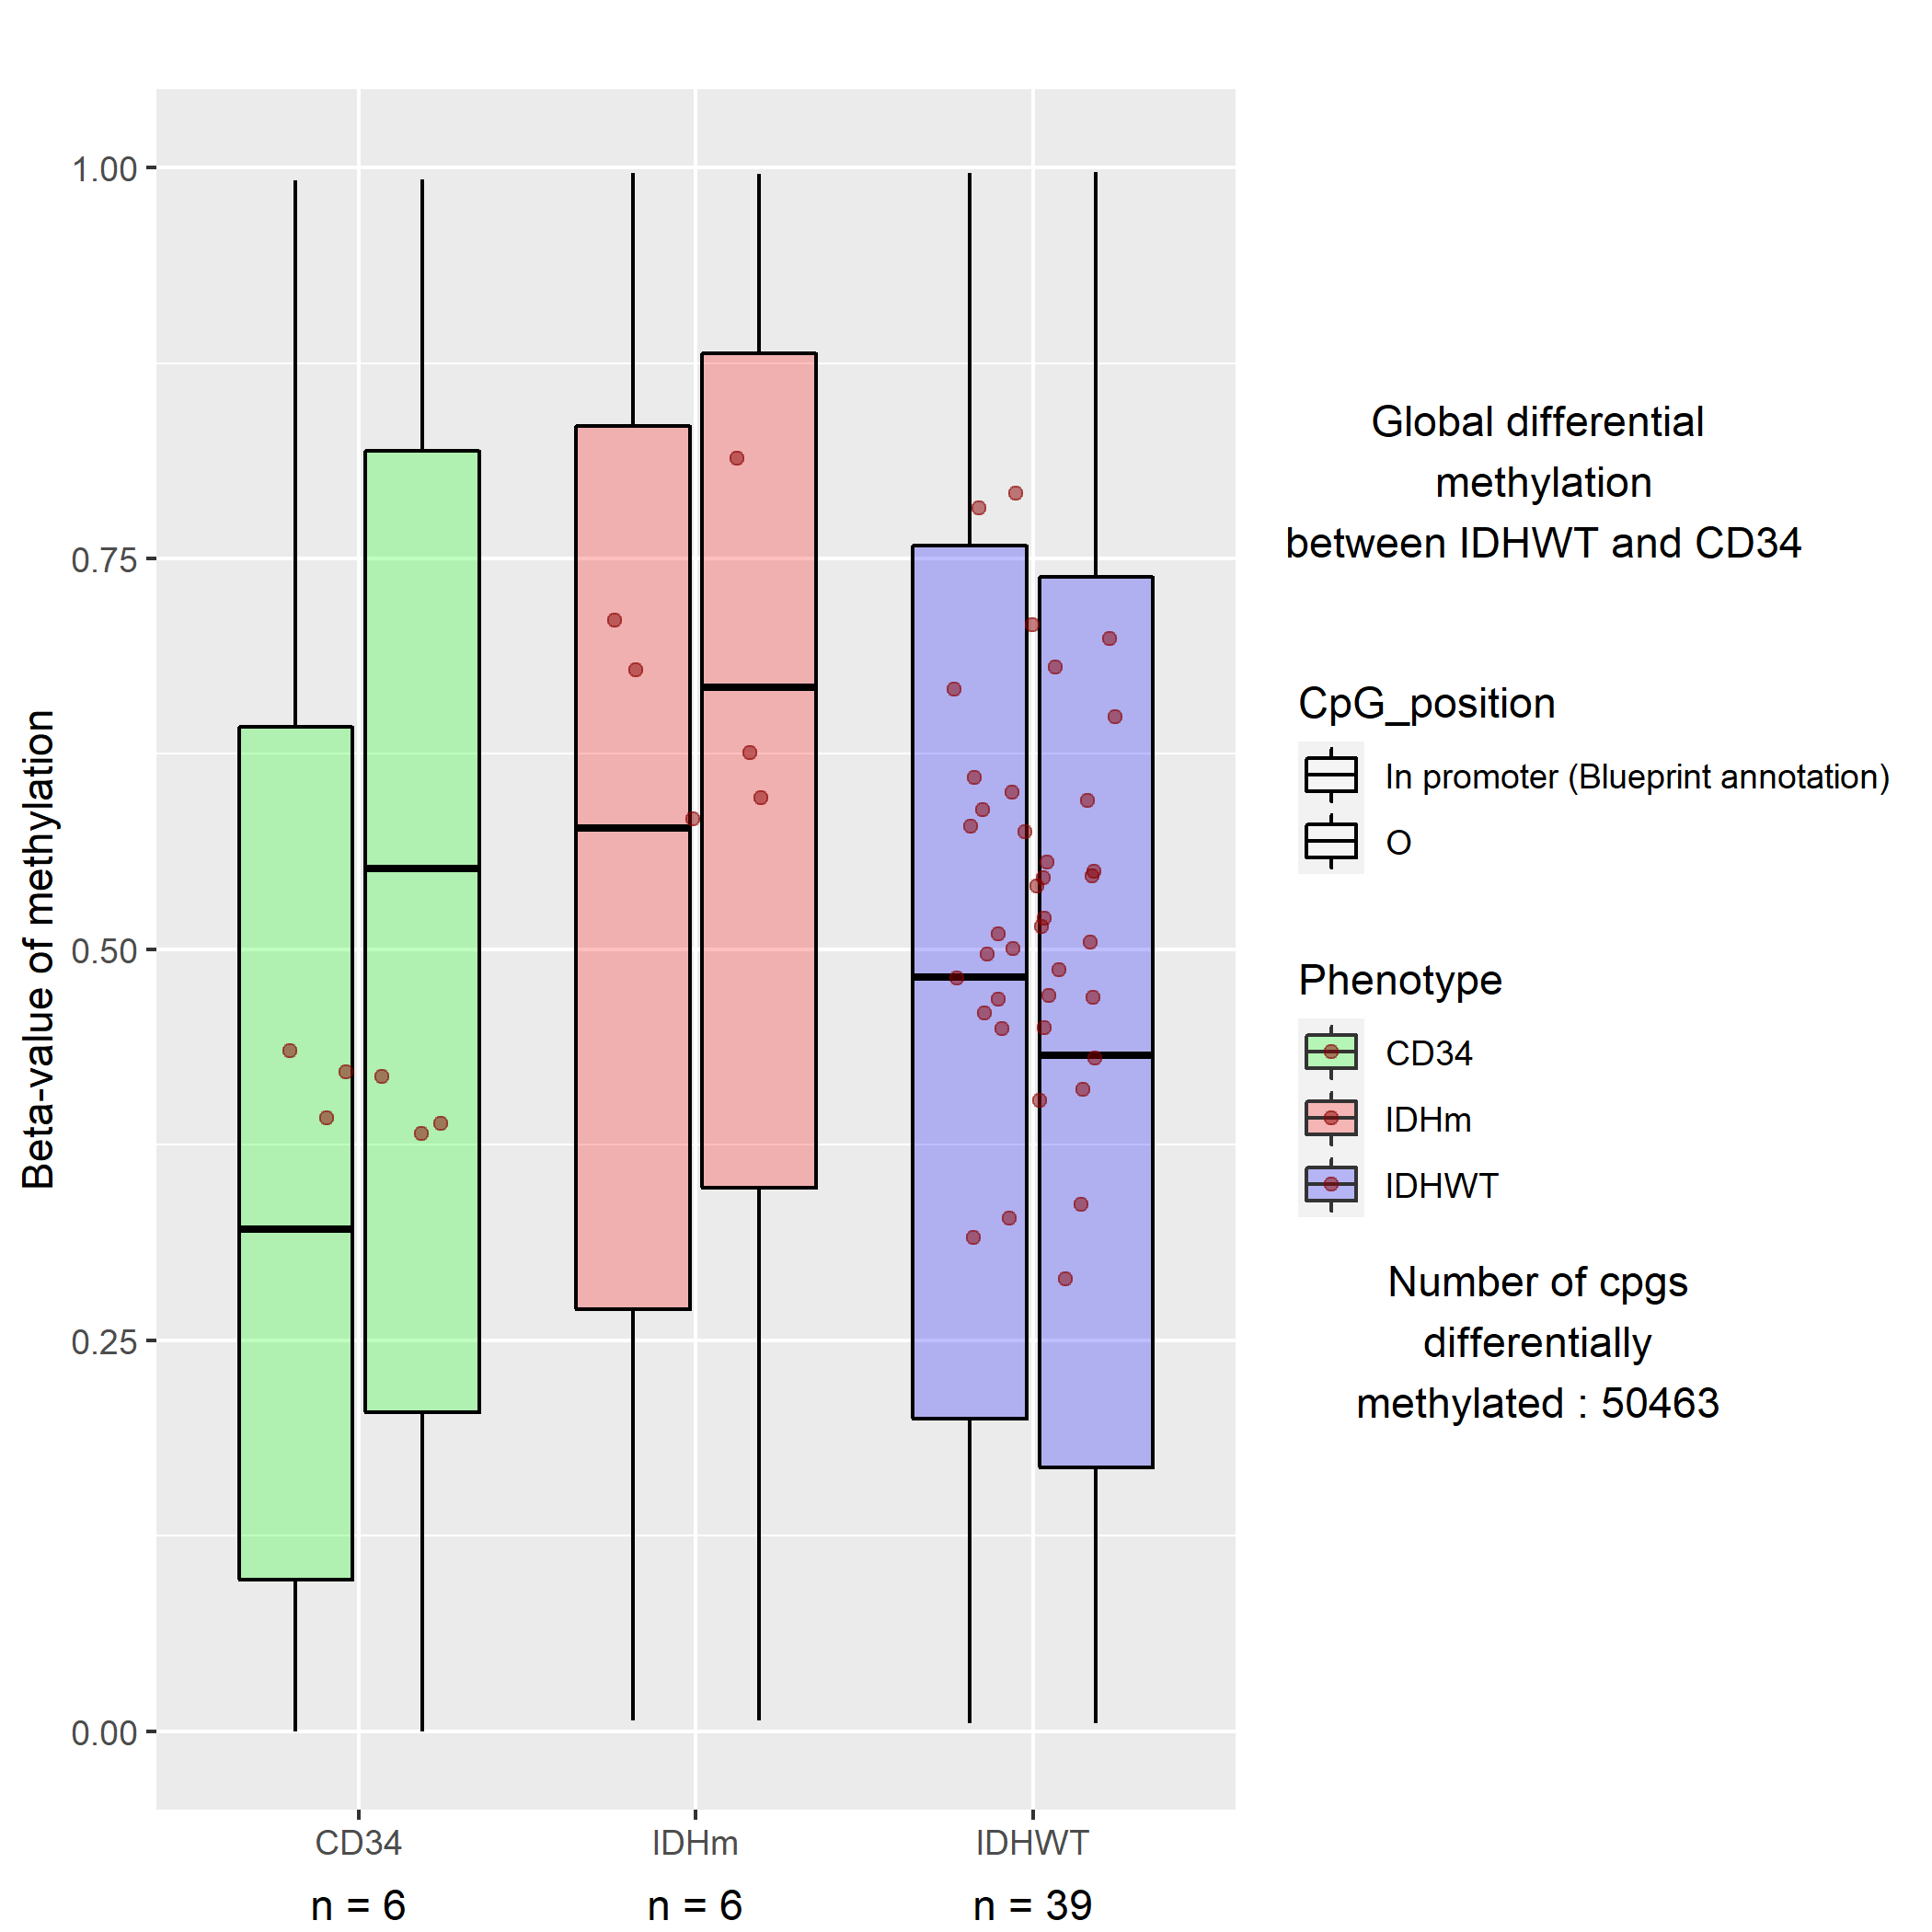 1.00
0.75
0.50
0.25
0.00
Beta-value of methylation
CD34
IDHm
IDHWT
n = 6
n = 6
n = 39
Global differential
methylation
between IDHWT and CD34
CpG_position
In promoter (Blueprint annotation)
O
Phenotype
CD34
IDHm
IDHWT
Number of cpgs
differentially
methylated : 50463